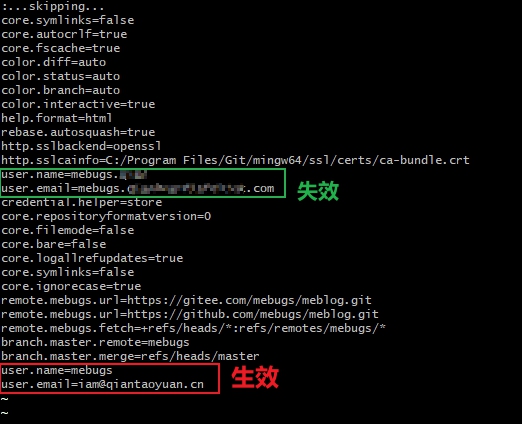 :...skipping...
core.symlinks=false
core.autocrlf=true
core.fscache=true
color.diff=auto
color.status=auto
color.branch=auto
color.interactive=true
help.format=html
rebase.autosquash=true
http.sslbackend=openssl
http.sslcainfo=C:/Program Files/Git/mingw64/ssl/certs/ca-bundle.crt
user.name=mebugs.
user.email=mebugs. .com
失效
credential.helper=store
core.repositoryformatversion=0
core.filemode=false
core.bare=false
core.logallrefupdates=true
core.symlinks=false
core.ignorecase=true
remote.mebugs.url=https://gitee.com/mebugs/meblog.git
remote.mebugs.url=https://github.com/mebugs/meblog.git
remote.mebugs.fetch=+refs/heads/*:refs/remotes/mebugs/*
branch.master.remote=mebugs
branch.master.merge=refs/heads/master
user.name=mebugs
user.email=iam@qiantaoyuan.cn
生效
~
~